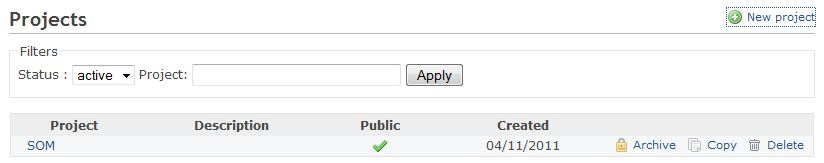 Projects
New project
Filters
Status : active Project: Apply
Project Description Public Created
SOM 04/11/2011 Archive Copy Delete